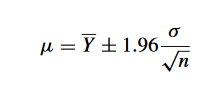 μ = Y̅ ± 1.96 σ/√n